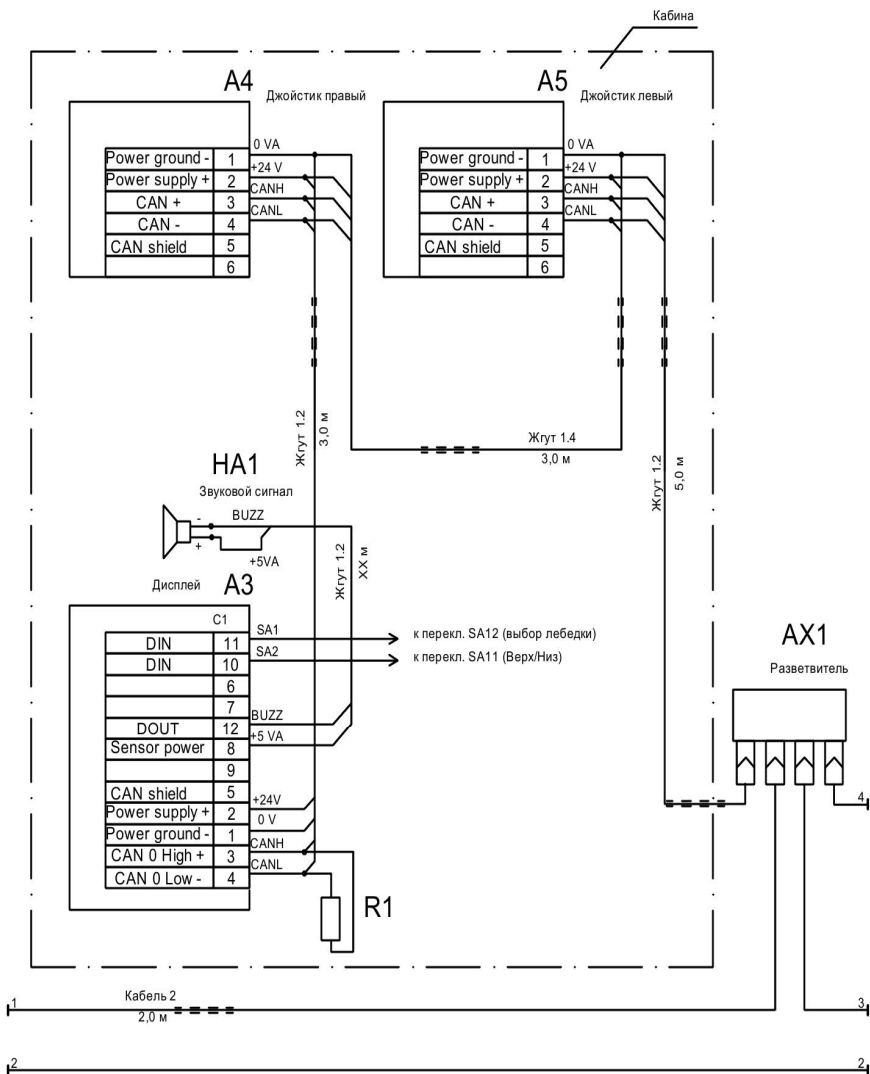 Кабина
A4
Джойстик правый
A5
Джойстик левый
0 VA
Power ground - 1
+24 V
Power supply + 2
CANH
CAN + 3
CANL
CAN - 4
CAN shield 5
6
0 VA
Power ground - 1
+24 V
Power supply + 2
CANH
CAN + 3
CANL
CAN - 4
CAN shield 5
6
Жгут 1.2
3,0 м
Жгут 1.4
3,0 м
Жгут 1.2
5,0 м
HA1
Звуковой сигнал
- BUZZ
+
+5VA
Жгут 1.2
XX м
Дисплей
A3
C1
DIN 11 SA1
к перекл. SA12 (выбор лебедки)
DIN 10 SA2
к перекл. SA11 (Верх/Низ)
6
7
BUZZ
DOUT 12
+5 VA
Sensor power 8
9
CAN shield 5
+24V
Power supply + 2
0 V
Power ground - 1
CANH
CAN 0 High + 3
CANL
CAN 0 Low - 4
R1
AX1
Разветвитель
4
1
Кабель 2
2,0 м
3
2
2